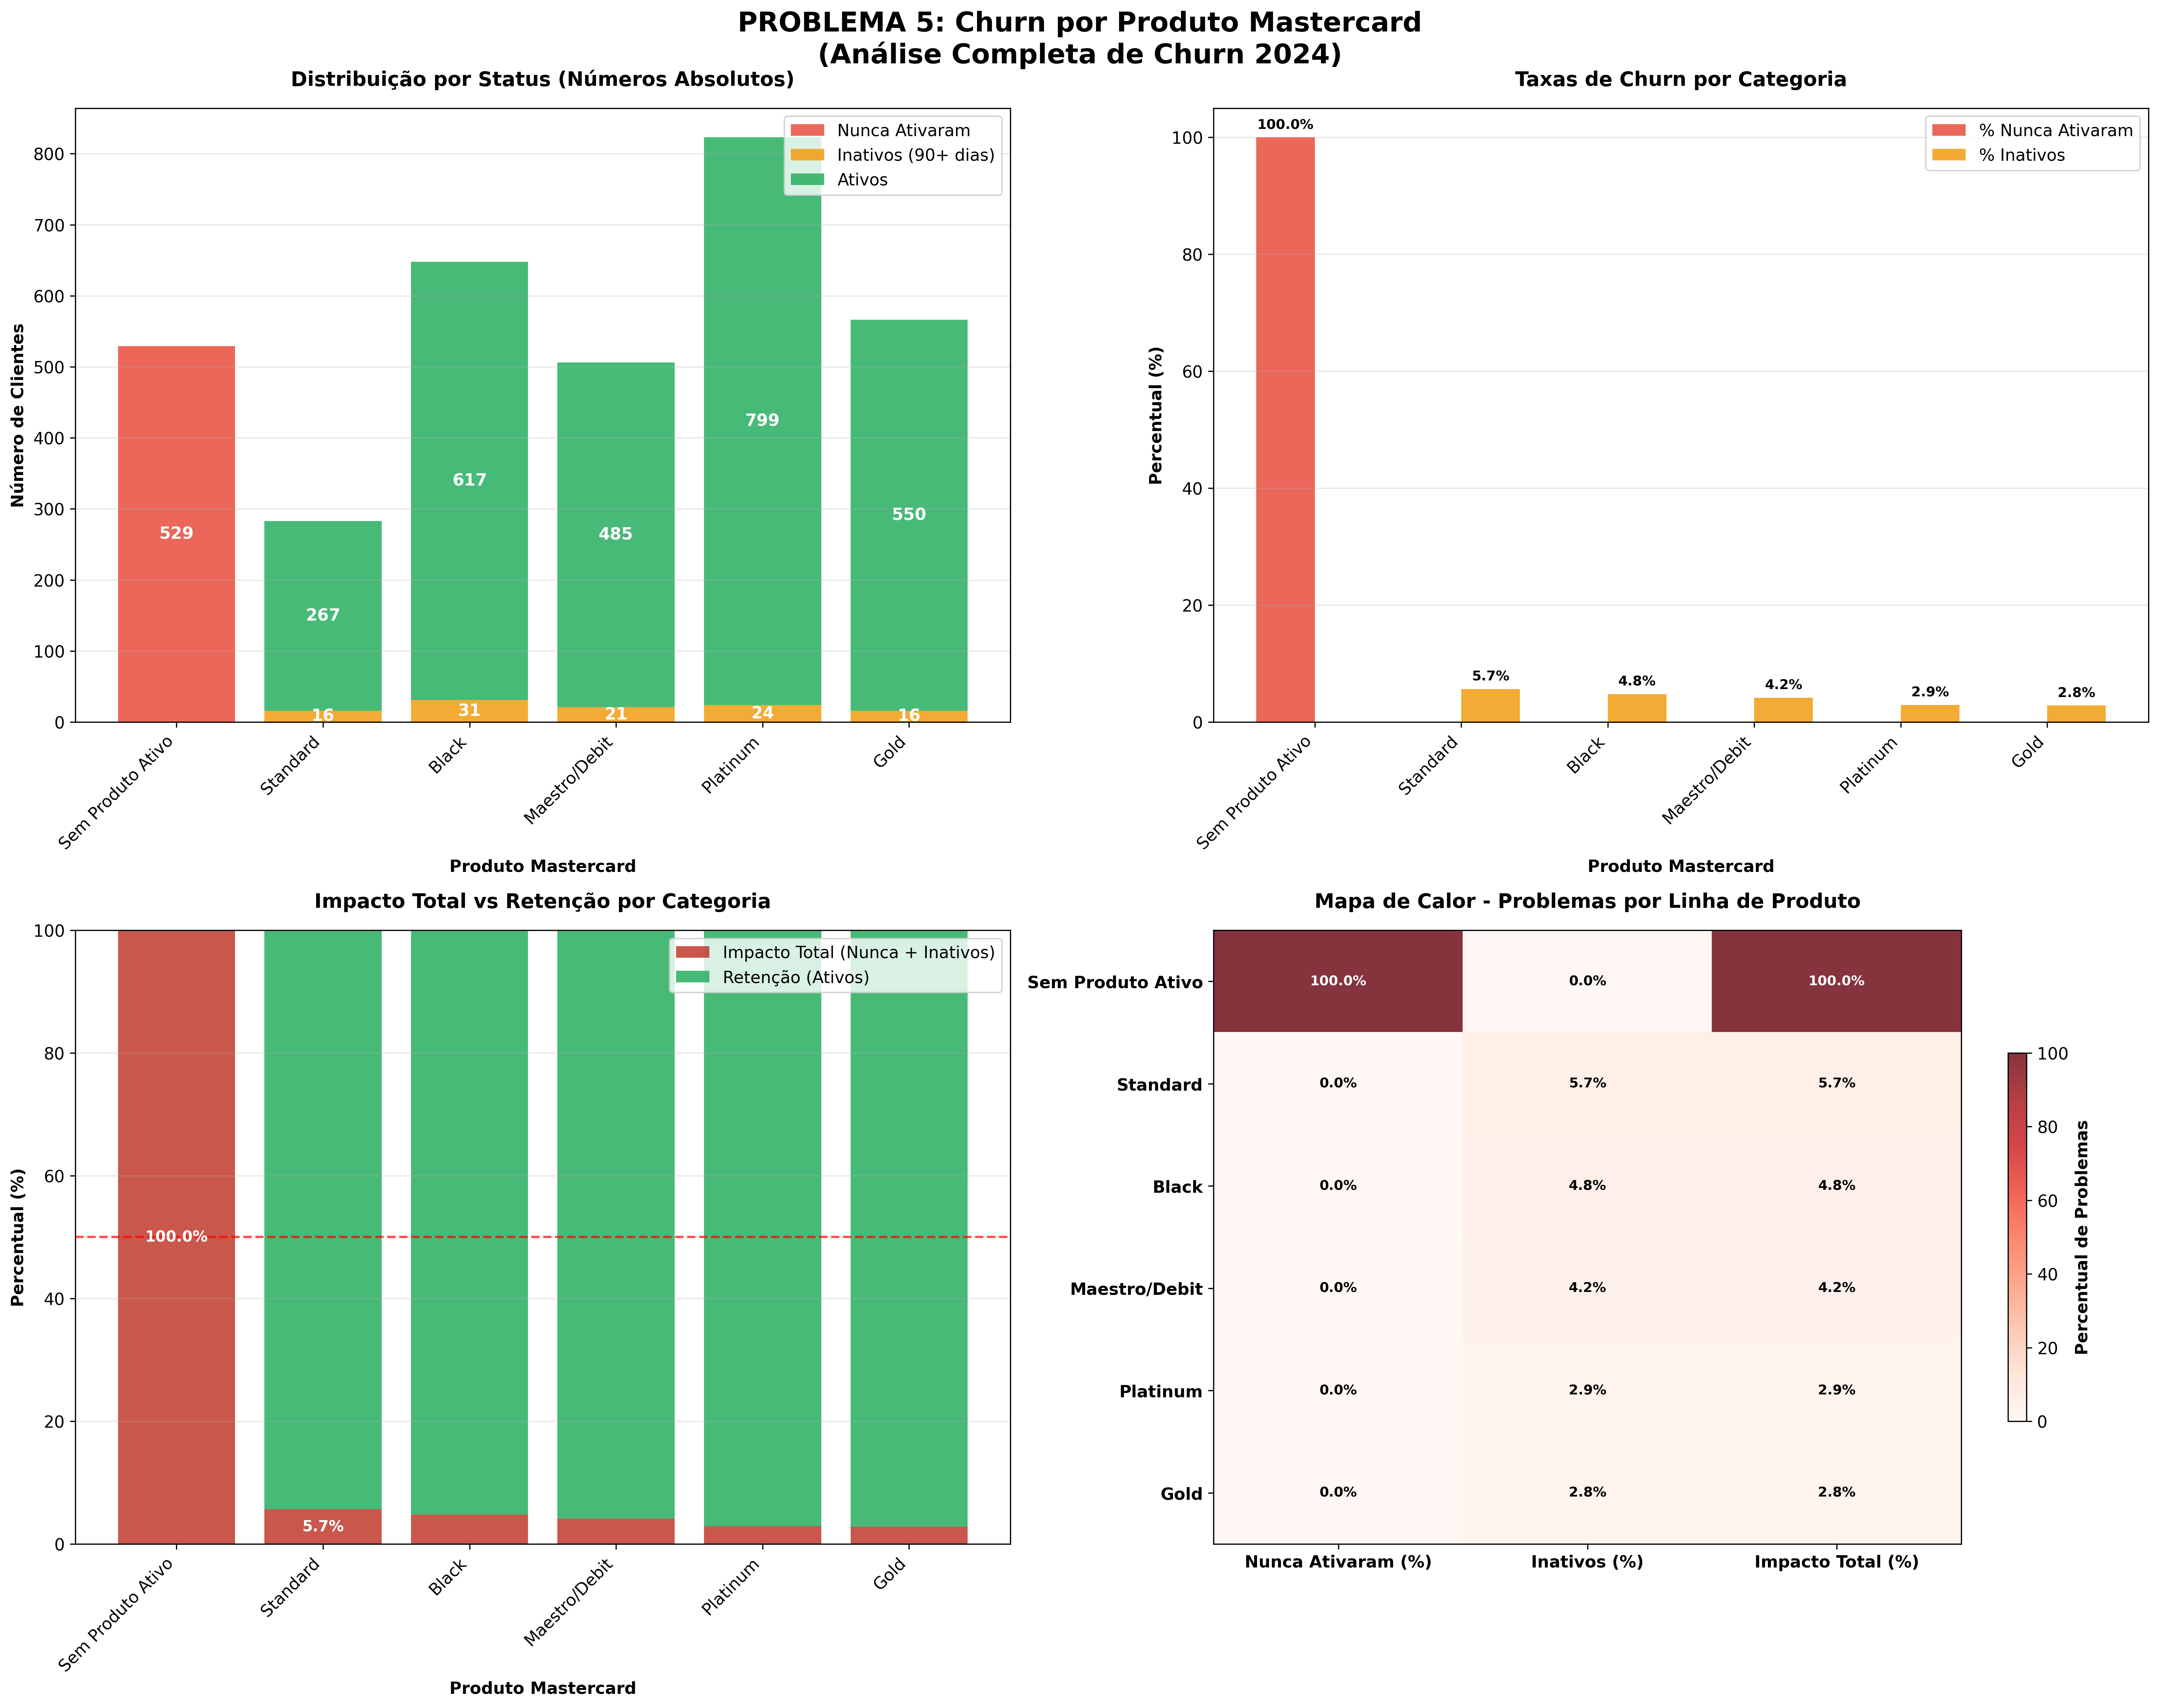 PROBLEMA 5: Churn por Produto Mastercard
(Análise Completa de Churn 2024)
Distribuição por Status (Números Absolutos)
Nunca Ativaram
Inativos (90+ dias)
Ativos
Número de Clientes
800
700
600
500
400
300
200
100
0
529
267
16
617
31
485
21
799
24
550
16
Sem Produto Ativo
Standard
Black
Maestro/Debit
Platinum
Gold
Produto Mastercard
Taxas de Churn por Categoria
% Nunca Ativaram
% Inativos
Percentual (%)
100
80
60
40
20
0
100.0%
5.7%
4.8%
4.2%
2.9%
2.8%
Sem Produto Ativo
Standard
Black
Maestro/Debit
Platinum
Gold
Produto Mastercard
Impacto Total vs Retenção por Categoria
Impacto Total (Nunca + Inativos)
Retenção (Ativos)
Percentual (%)
100
80
60
40
20
0
100.0%
5.7%
Sem Produto Ativo
Standard
Black
Maestro/Debit
Platinum
Gold
Produto Mastercard
Mapa de Calor - Problemas por Linha de Produto
Sem Produto Ativo 100.0% 0.0% 100.0%
Standard 0.0% 5.7% 5.7%
Black 0.0% 4.8% 4.8%
Maestro/Debit 0.0% 4.2% 4.2%
Platinum 0.0% 2.9% 2.9%
Gold 0.0% 2.8% 2.8%
Nunca Ativaram (%) Inativos (%) Impacto Total (%)
100
80
60
40
20
0
Percentual de Problemas